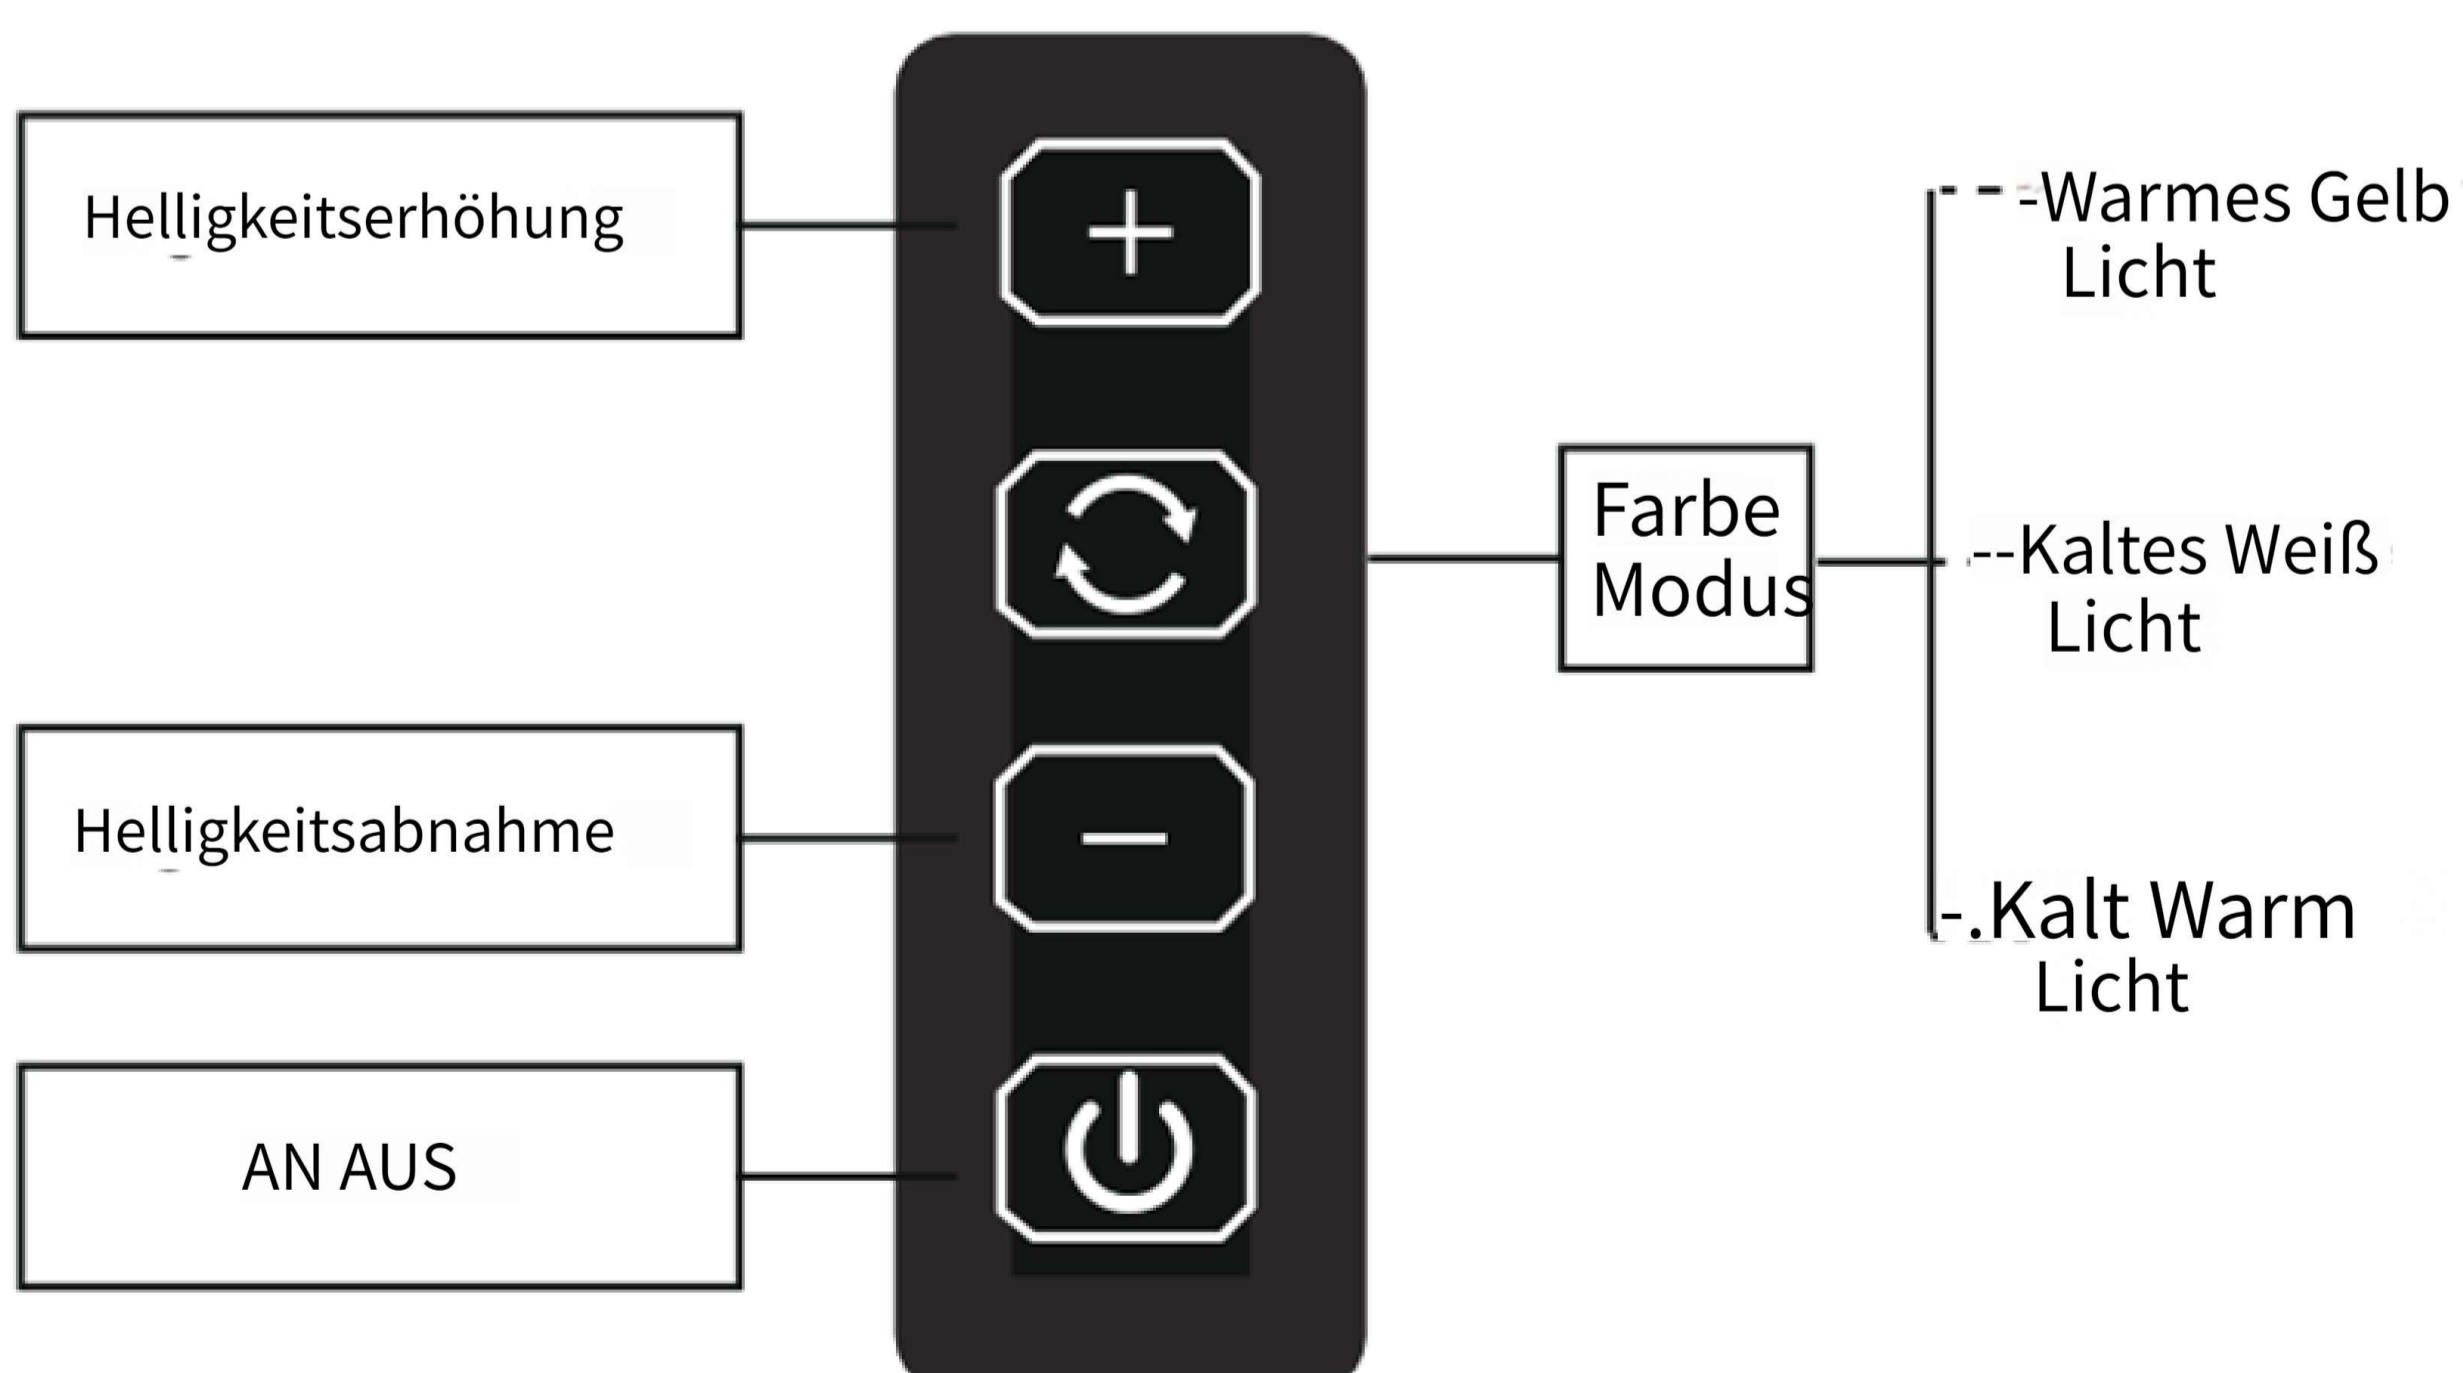 Helligkeitserhöhung
Helligkeitsabnahme
AN AUS
Farbe
Modus
-Warmes Gelb
Licht
--Kaltes Weiß
Licht
-.Kalt Warm
Licht